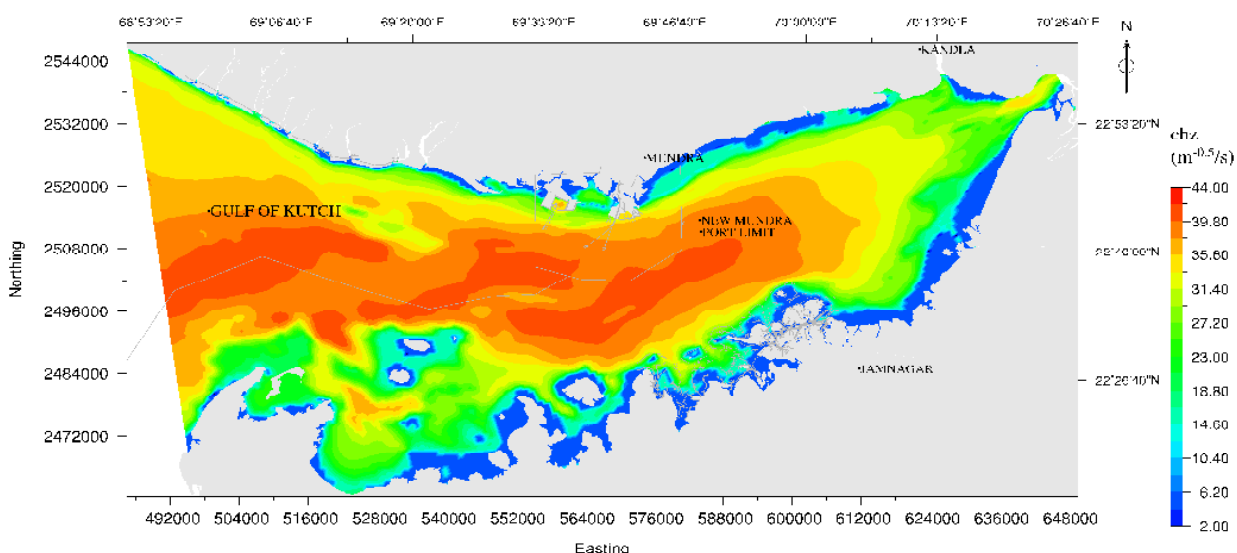 68°53'20"E 69°06'40"E 69°20'00"E 69°33'20"E 69°46'40"E 70°00'00"E 70°13'20"E 70°26'40"E
N
KANDLA
2544000
2532000
22°53'20"N
chz
(m-0.5/s)
MUNDRA
2520000
GULF OF KUTCH
NEW MUNDRA
PORT LIMIT
2508000
22°40'00"N
2496000
2484000
JAMNAGAR
22°26'40"N
2472000
Northing
44.00
39.80
35.60
31.40
27.20
23.00
18.80
14.60
10.40
6.20
2.00
492000 504000 516000 528000 540000 552000 564000 576000 588000 600000 612000 624000 636000 648000
Easting